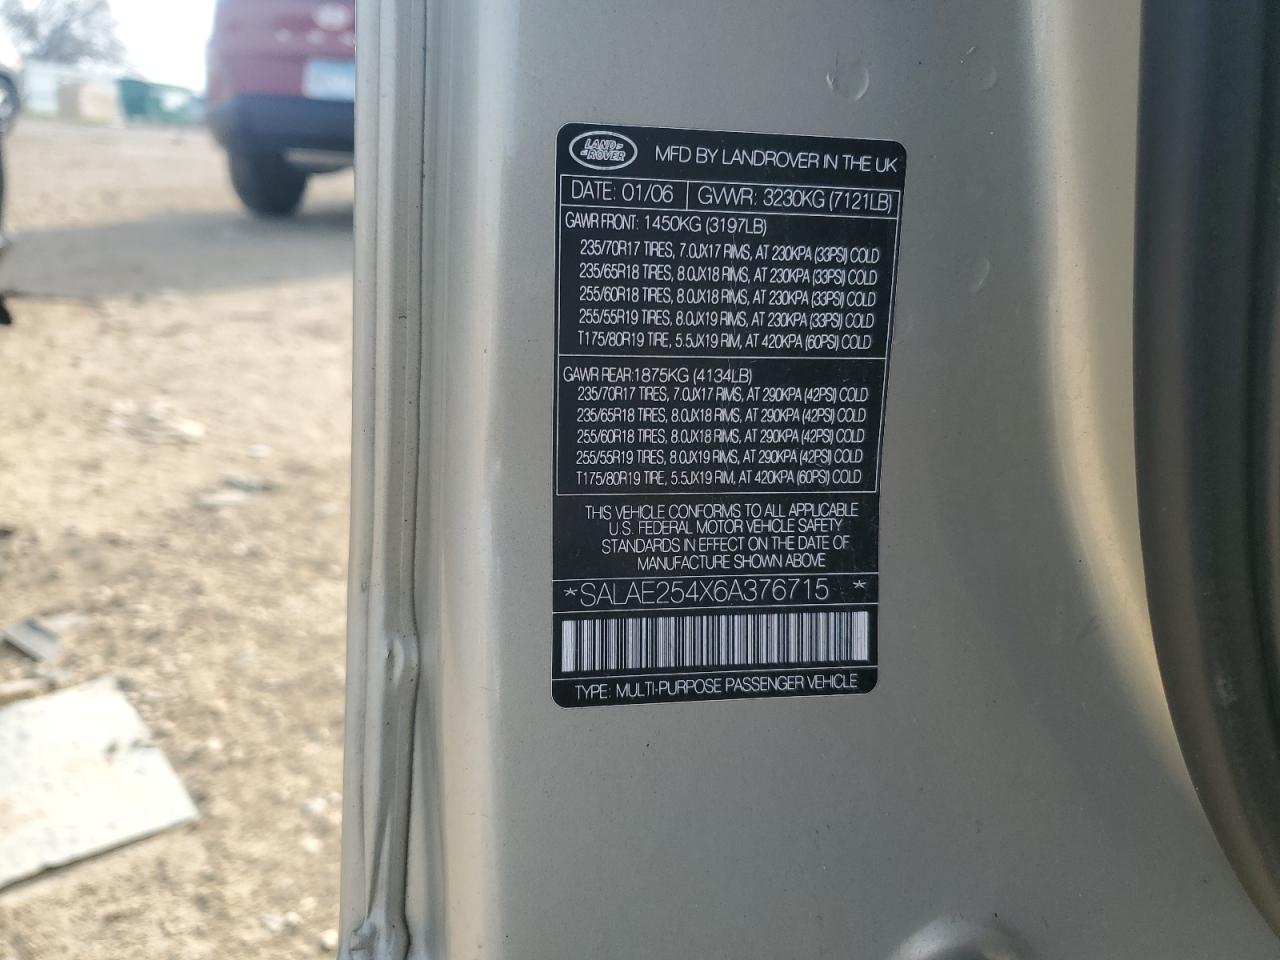 LAND ROVER
MFD BY LANDROVER IN THE UK
DATE: 01/06 GVWR: 3230KG (7121LB)
GAWR FRONT: 1450KG (3197LB)
235/70R17 TIRES, 7.0JX17 RIMS, AT 230KPA (33PSI) COLD
235/65R18 TIRES, 8.0JX18 RIMS, AT 230KPA (33PSI) COLD
255/60R18 TIRES, 8.0JX18 RIMS, AT 230KPA (33PSI) COLD
255/55R19 TIRES, 8.0JX19 RIMS, AT 230KPA (33PSI) COLD
T175/80R19 TIRE, 5.5JX19 RIM, AT 420KPA (60PSI) COLD
GAWR REAR:1875KG (4134LB)
235/70R17 TIRES, 7.0JX17 RIMS, AT 290KPA (42PSI) COLD
235/65R18 TIRES, 8.0JX18 RIMS, AT 290KPA (42PSI) COLD
255/60R18 TIRES, 8.0JX18 RIMS, AT 290KPA (42PSI) COLD
255/55R19 TIRES, 8.0JX19 RIMS, AT 290KPA (42PSI) COLD
T175/80R19 TIRE, 5.5JX19 RIM, AT 420KPA (60PSI) COLD
THIS VEHICLE CONFORMS TO ALL APPLICABLE
U.S. FEDERAL MOTOR VEHICLE SAFETY
STANDARDS IN EFFECT ON THE DATE OF
MANUFACTURE SHOWN ABOVE
*SALAE254X6A376715 *
TYPE: MULTI-PURPOSE PASSENGER VEHICLE